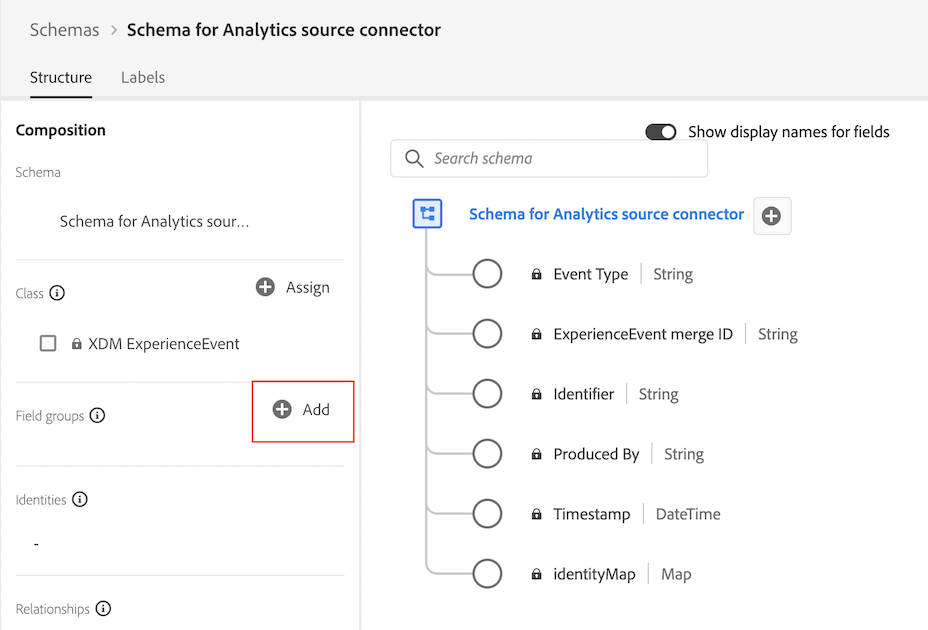 Schemas > Schema for Analytics source connector
Structure Labels
Composition
Schema
Schema for Analytics sour...
Class
Assign
XDM ExperienceEvent
Field groups
Add
Identities
-
Relationships
Show display names for fields
Search schema
Schema for Analytics source connector
Event Type | String
ExperienceEvent merge ID | String
Identifier | String
Produced By | String
Timestamp | DateTime
identityMap | Map